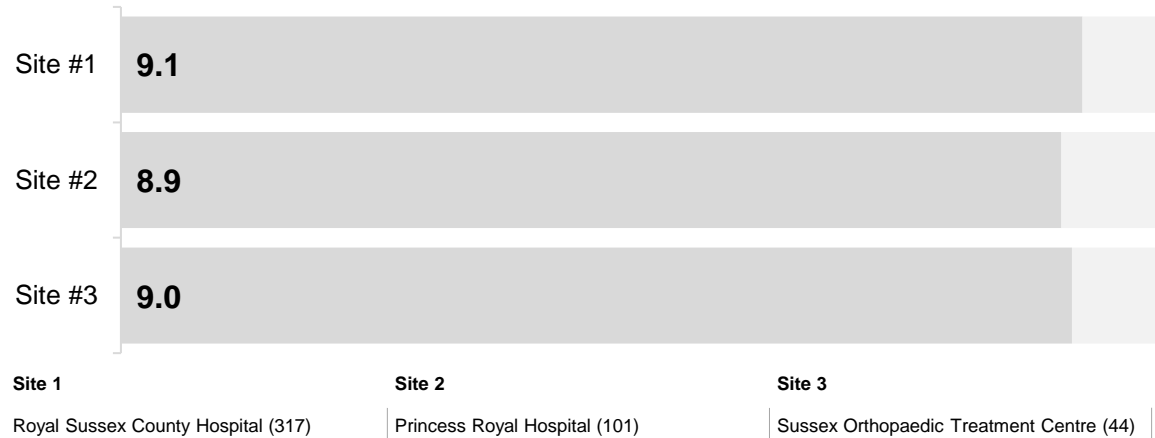 Site #1 9.1
Site #2 8.9
Site #3 9.0
Site 1 Site 2 Site 3
Royal Sussex County Hospital (317) Princess Royal Hospital (101) Sussex Orthopaedic Treatment Centre (44)